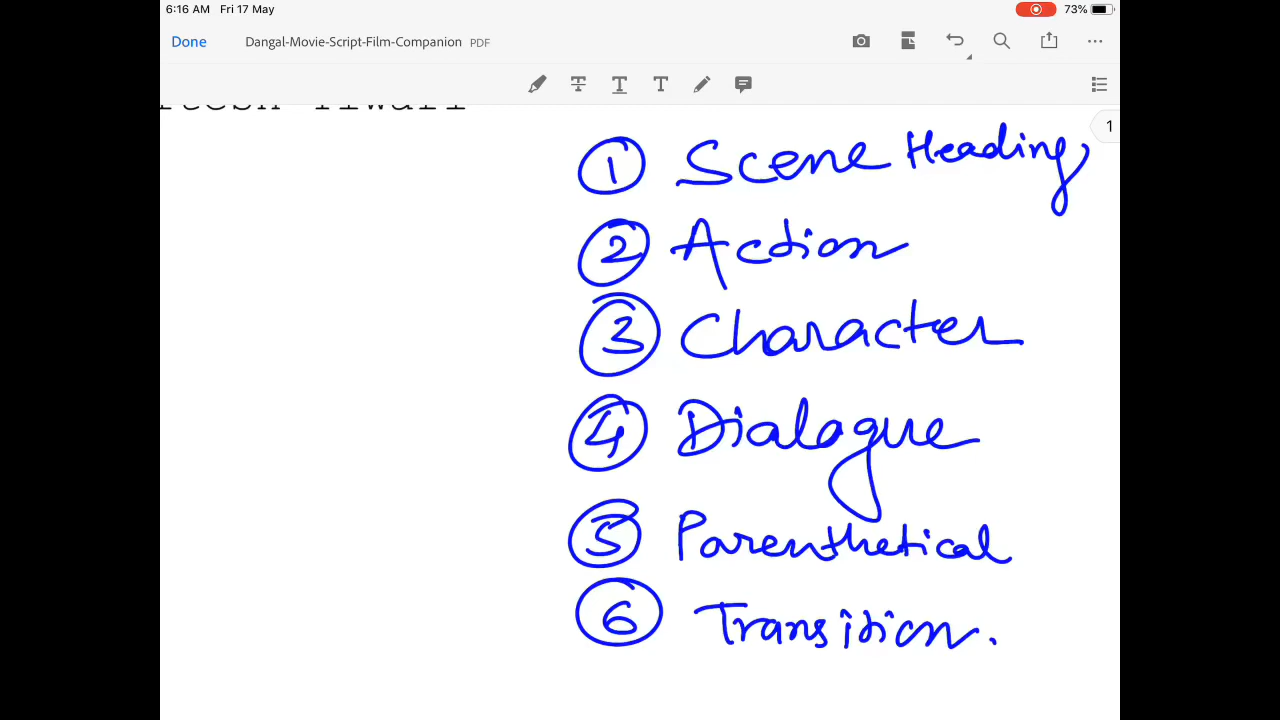 6:16 AM Fri 17 May 73%
Done Dangal-Movie-Script-Film-Companion PDF
1
1 Scene Heading,
2 Action
3 Character
4 Dialogue
5 Parenthetical
6 Transition.